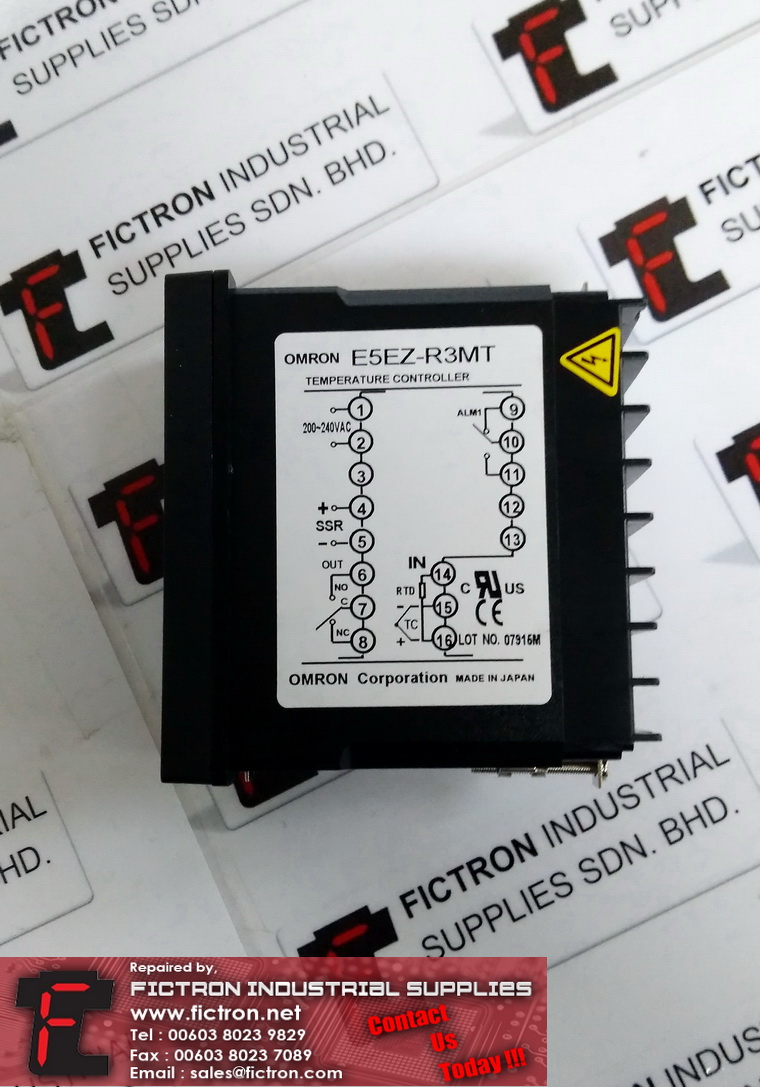 FICTRON
SUPPLIES SDN.
SUPPL
FICTRON INDUSTRIAL
SUPPLIES SDN. BHD.
FICT
SU
OMRON E5EZ-R3MT
TEMPERATURE CONTROLLER
1
200~240VAC
2
3
+ 4
SSR
- 5
OUT
6
NO
C 7
NC 8
9
ALM1
10
11
12
13
IN 14
RTD
- 15
TC
+ 16
C US
CE
LOT NO. 07916M
OMRON Corporation MADE IN JAPAN
IAL
HD.
FICTRON INDUSTRIAL
SUPPLIES SDN. BHD.
Repaired by,
FICTRON INDUSTRIAL SUPPLIES
www.fictron.net
Tel : 00603 8023 9829
Fax : 00603 8023 7089
Email : sales@fictron.com
Contact
Us
Today !!!
INDUS